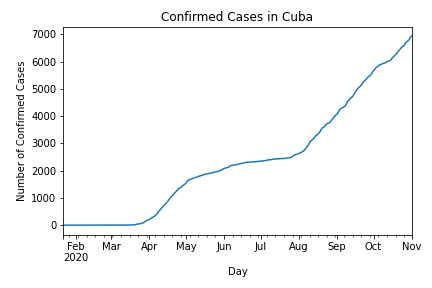 Confirmed Cases in Cuba
Number of Confirmed Cases
7000
6000
5000
4000
3000
2000
1000
0
Feb Mar Apr May Jun Jul Aug Sep Oct Nov
2020
Day